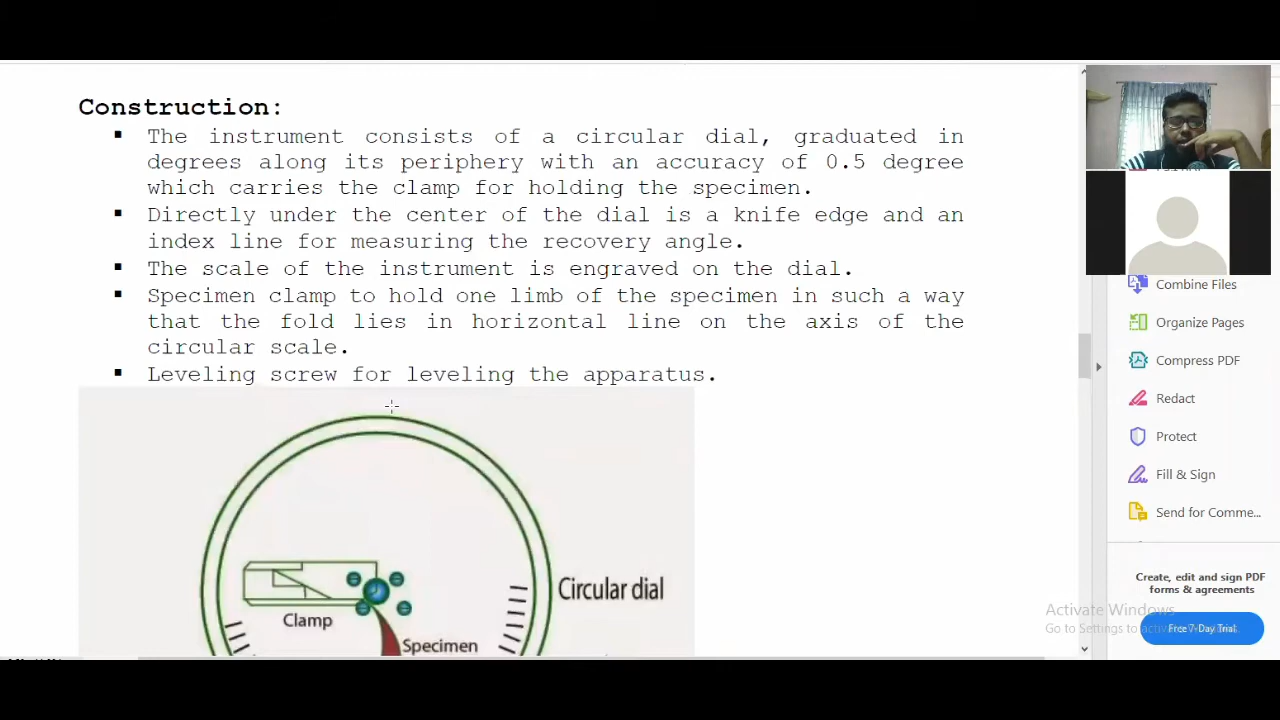 Construction:
▪ The instrument consists of a circular dial, graduated in
degrees along its periphery with an accuracy of 0.5 degree
which carries the clamp for holding the specimen.
▪ Directly under the center of the dial is a knife edge and an
index line for measuring the recovery angle.
▪ The scale of the instrument is engraved on the dial.
▪ Specimen clamp to hold one limb of the specimen in such a way
that the fold lies in horizontal line on the axis of the
circular scale.
▪ Leveling screw for leveling the apparatus.
Circular dial
Clamp
Specimen
Combine Files
Organize Pages
Compress PDF
Redact
Protect
Fill & Sign
Send for Comme...
Create, edit and sign PDF
forms & agreements
Free 7-Day Trial
Activate Windows
Go to Settings to